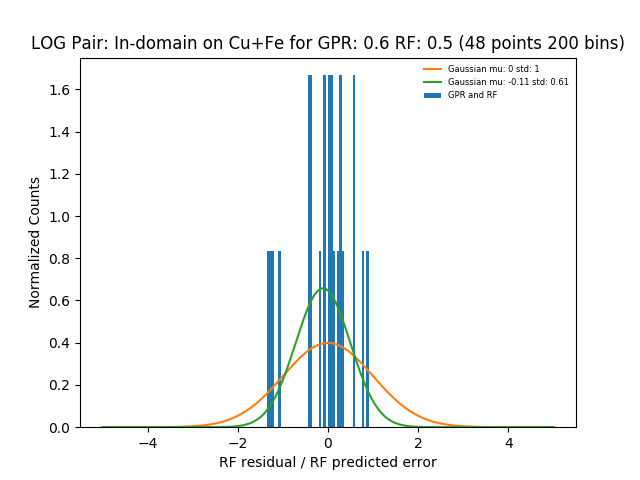 LOG Pair: In-domain on Cu+Fe for GPR: 0.6 RF: 0.5 (48 points 200 bins)
Gaussian mu: 0 std: 1
Gaussian mu: -0.11 std: 0.61
GPR and RF
Normalized Counts
1.6
1.4
1.2
1.0
0.8
0.6
0.4
0.2
0.0
−4 −2 0 2 4
RF residual / RF predicted error